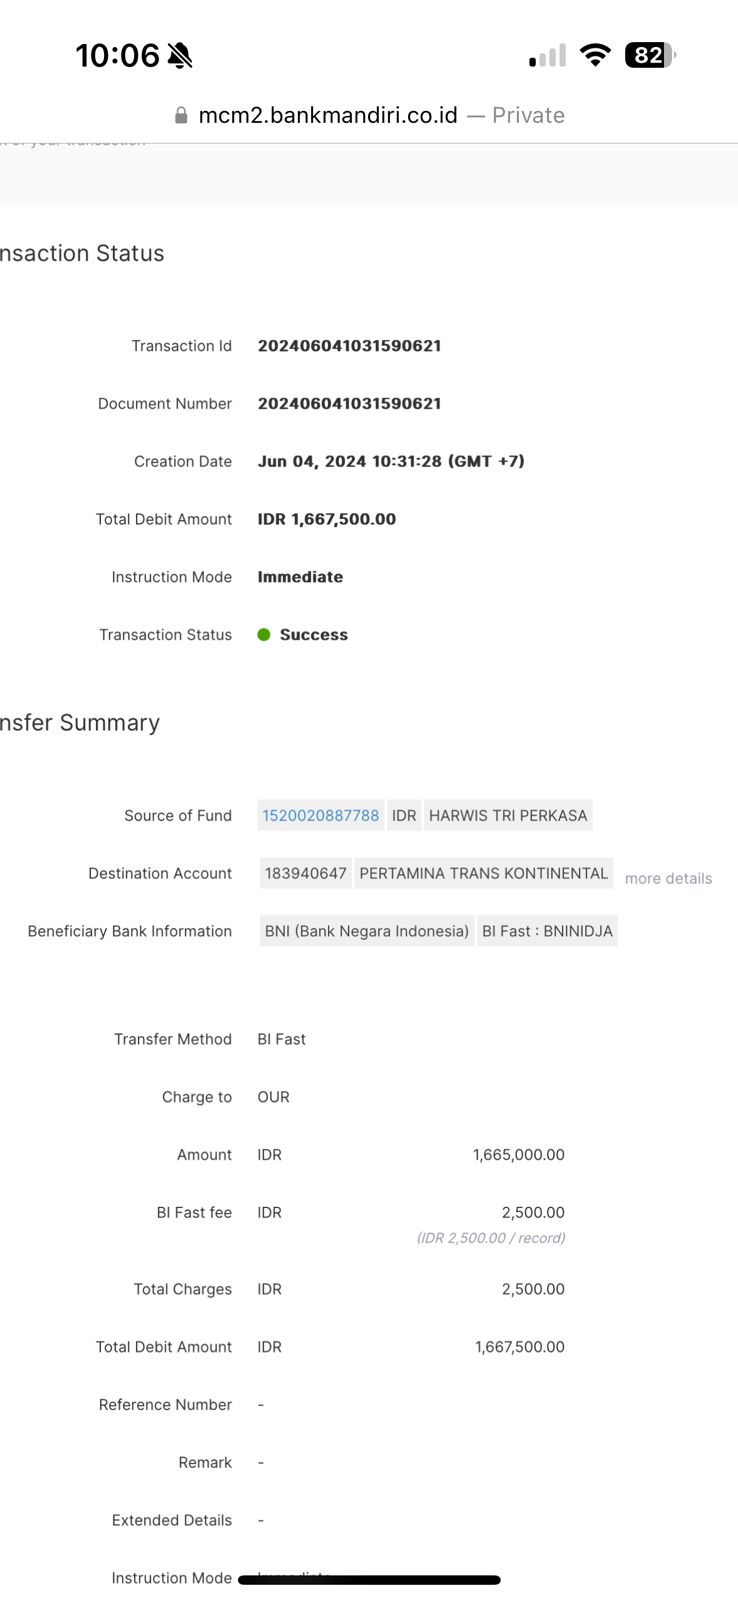 10:06
82
mcm2.bankmandiri.co.id — Private
of your transaction
nsaction Status
Transaction Id 202406041031590621
Document Number 202406041031590621
Creation Date Jun 04, 2024 10:31:28 (GMT +7)
Total Debit Amount IDR 1,667,500.00
Instruction Mode Immediate
Transaction Status Success
nsfer Summary
Source of Fund 1520020887788 IDR HARWIS TRI PERKASA
Destination Account 183940647 PERTAMINA TRANS KONTINENTAL more details
Beneficiary Bank Information BNI (Bank Negara Indonesia) BI Fast : BNINIDJA
Transfer Method BI Fast
Charge to OUR
Amount IDR 1,665,000.00
BI Fast fee IDR 2,500.00
(IDR 2,500.00 / record)
Total Charges IDR 2,500.00
Total Debit Amount IDR 1,667,500.00
Reference Number -
Remark -
Extended Details -
Instruction Mode Immediate